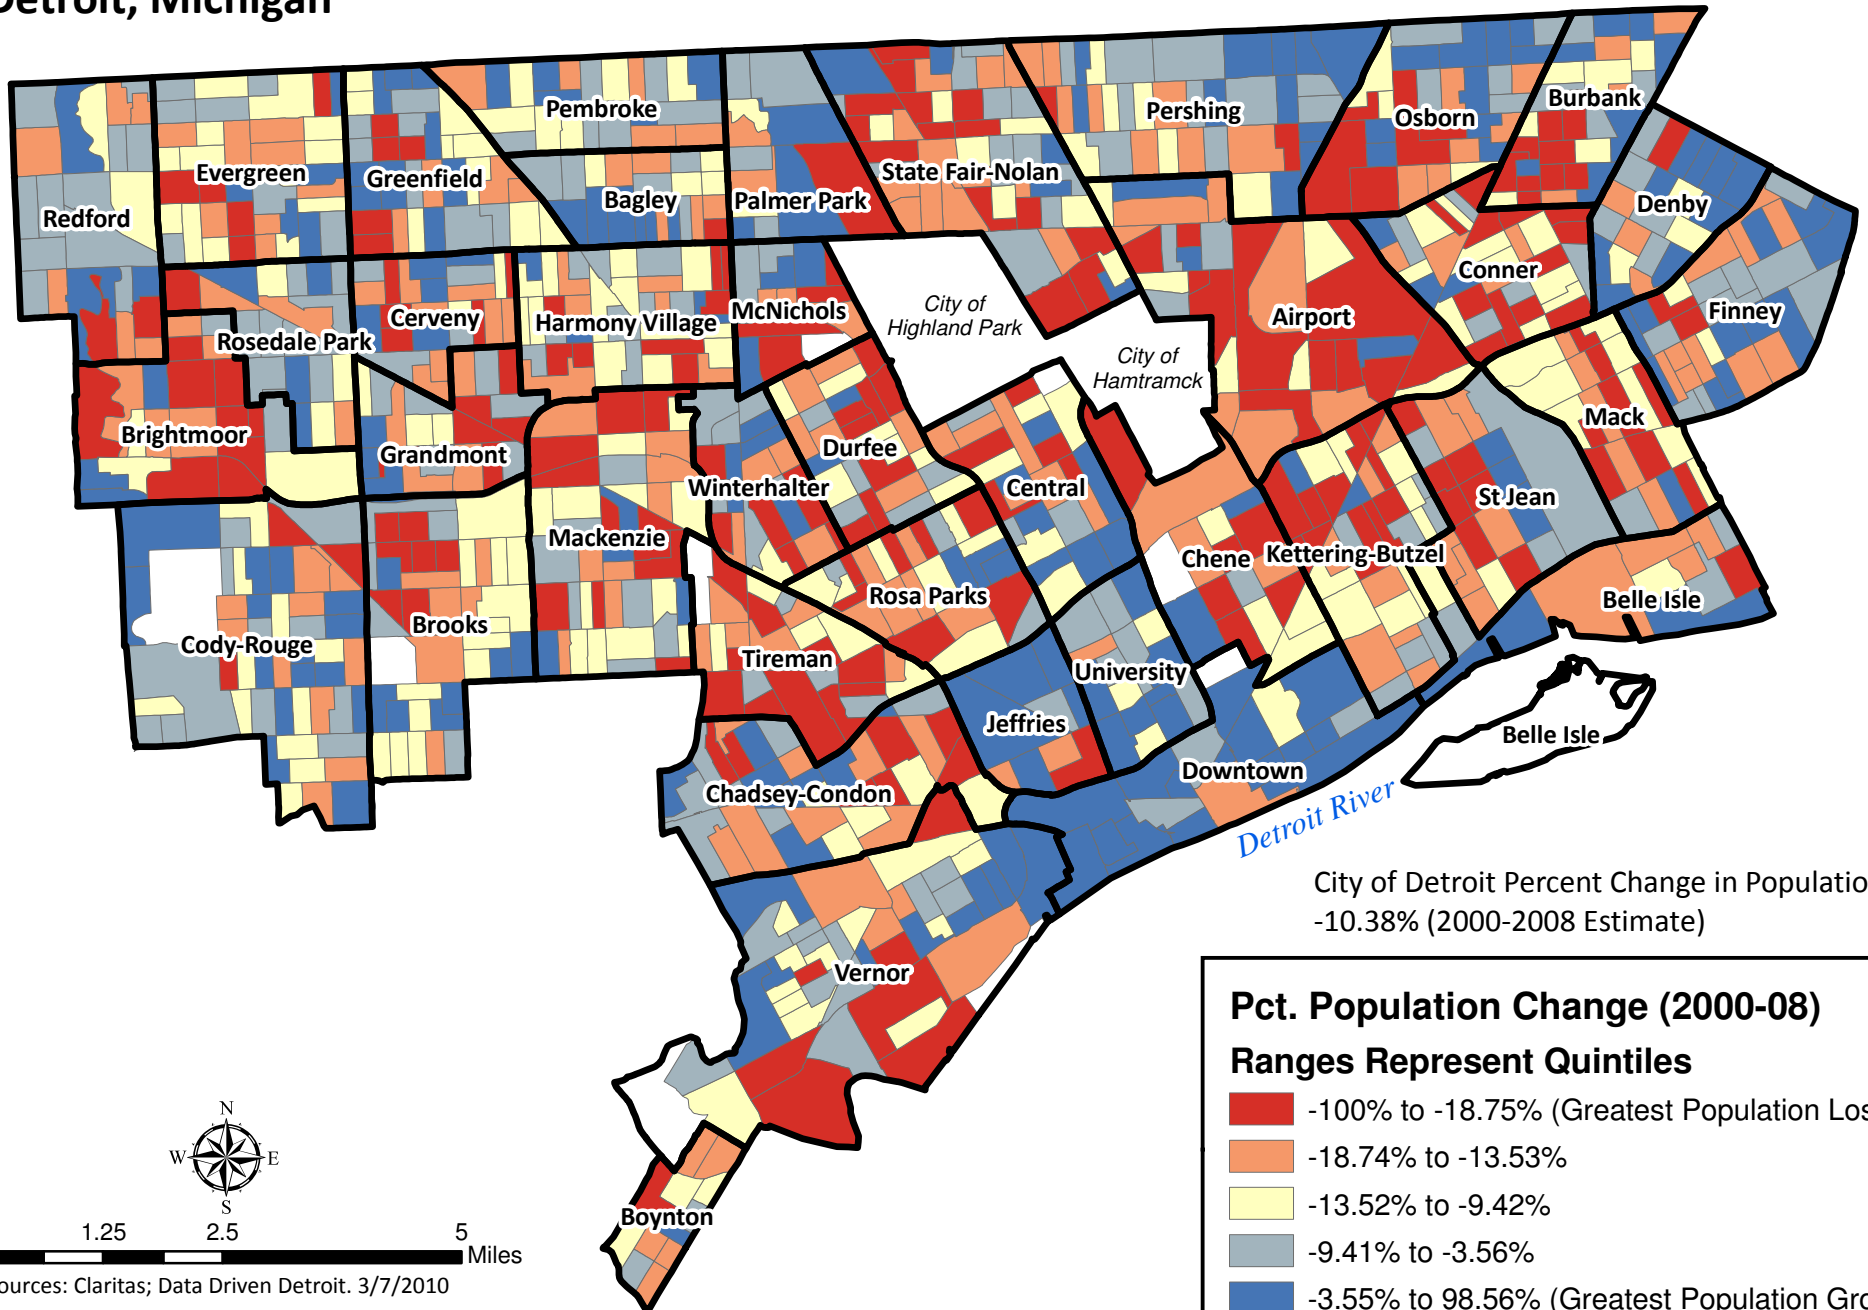 Detroit, Michigan
Pembroke
Pershing
Osborn
Burbank
Evergreen
Greenfield
Bagley
Palmer Park
State Fair-Nolan
Redford
Denby
Conner
Finney
Rosedale Park
Cerveny
Harmony Village
McNichols
City of
Highland Park
Airport
City of
Hamtramck
Brightmoor
Grandmont
Durfee
Mack
Winterhalter
Central
St Jean
Mackenzie
Chene
Kettering-Butzel
Rosa Parks
Belle Isle
Cody-Rouge
Brooks
Tireman
University
Jeffries
Belle Isle
Downtown
Chadsey-Condon
Detroit River
Vernor
Boynton
City of Detroit Percent Change in Populatio
-10.38% (2000-2008 Estimate)
Pct. Population Change (2000-08)
Ranges Represent Quintiles
-100% to -18.75% (Greatest Population Los
-18.74% to -13.53%
-13.52% to -9.42%
-9.41% to -3.56%
-3.55% to 98.56% (Greatest Population Gro
N
W E
S
1.25 2.5 5
Miles
ources: Claritas; Data Driven Detroit. 3/7/2010